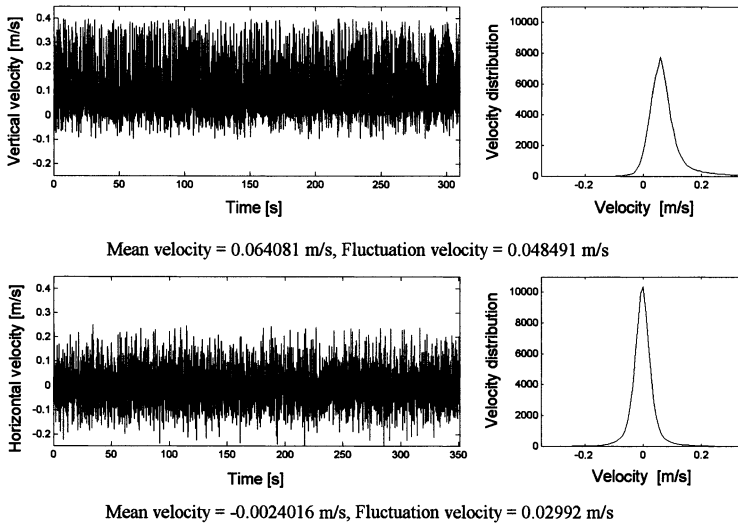 Vertical velocity [m/s]
0.4
0.3
0.2
0.1
0
-0.1
-0.2
0 50 100 150 200 250 300
Time [s]
Velocity distribution
10000
8000
6000
4000
2000
0
-0.2 0 0.2
Velocity [m/s]
Mean velocity = 0.064081 m/s, Fluctuation velocity = 0.048491 m/s
Horizontal velocity [m/s]
0.4
0.3
0.2
0.1
0
-0.1
-0.2
0 50 100 150 200 250 300 350
Time [s]
Velocity distribution
10000
8000
6000
4000
2000
0
-0.2 0 0.2
Velocity [m/s]
Mean velocity = -0.0024016 m/s, Fluctuation velocity = 0.02992 m/s